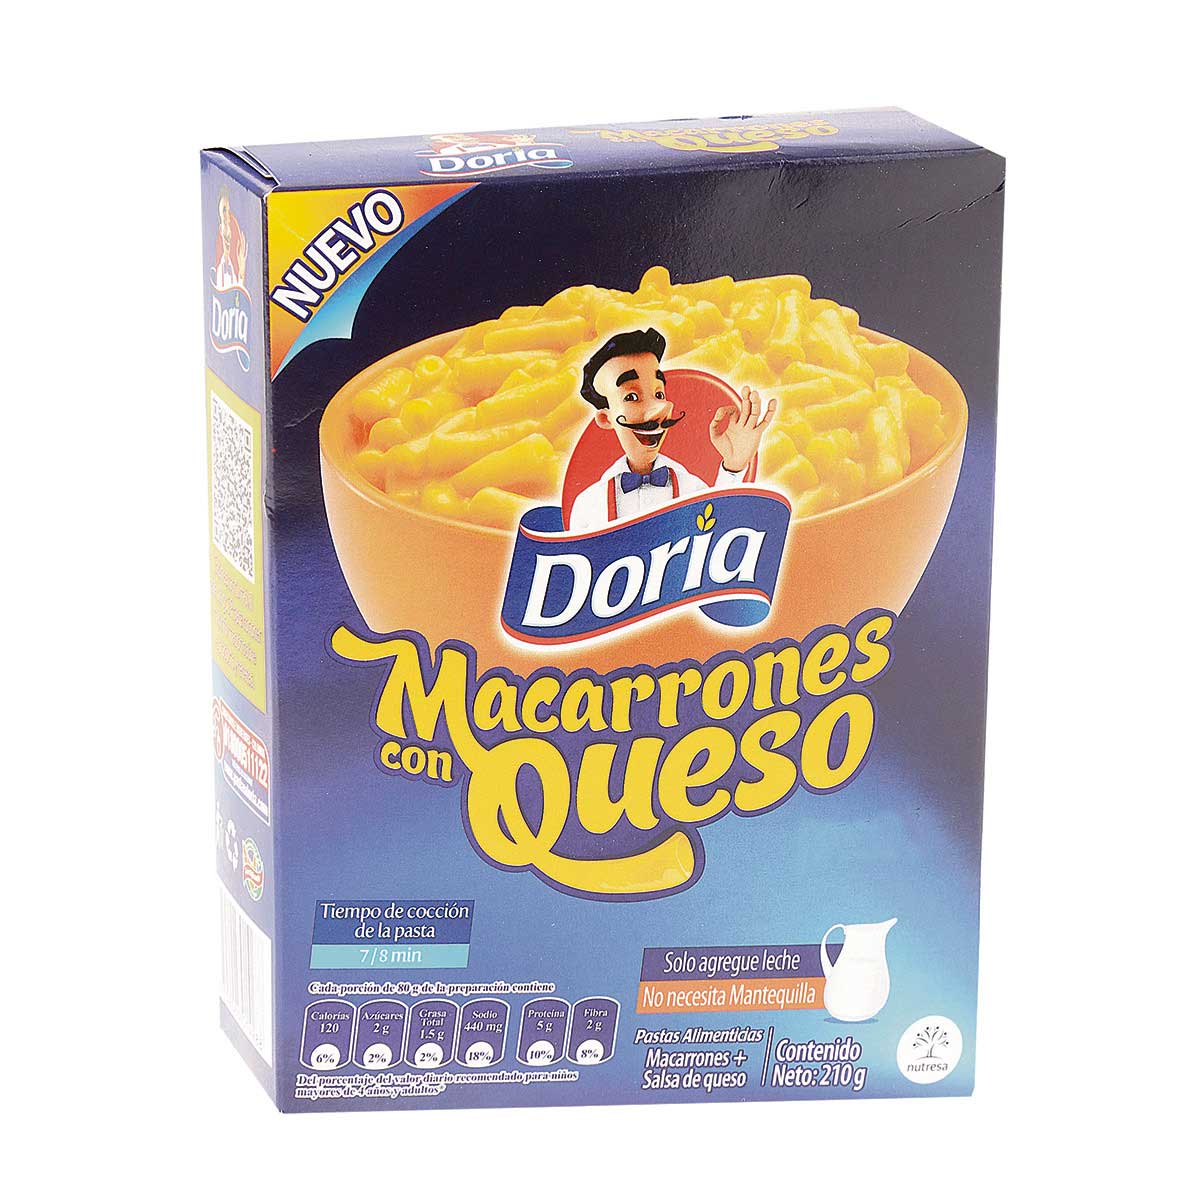 Doria
Macarrones
con
Queso
NUEVO
Doria
Doria
Macarrones
con Queso
Tiempo de cocción
de la pasta
7/8 min
Solo agregue leche
No necesita Mantequilla
Cada porción de 80 g de la preparación contiene
Calorías 120 6%
Azúcares 2 g 2%
Grasa Total 1.5 g 2%
Sodio 440 mg 18%
Proteína 5 g 10%
Fibra 2 g 8%
Del porcentaje del valor diario recomendado para niños
mayores de 4 años y adultos*
Pastas Alimenticias
Macarrones +
Salsa de queso
Contenido
Neto: 210 g
nutresa